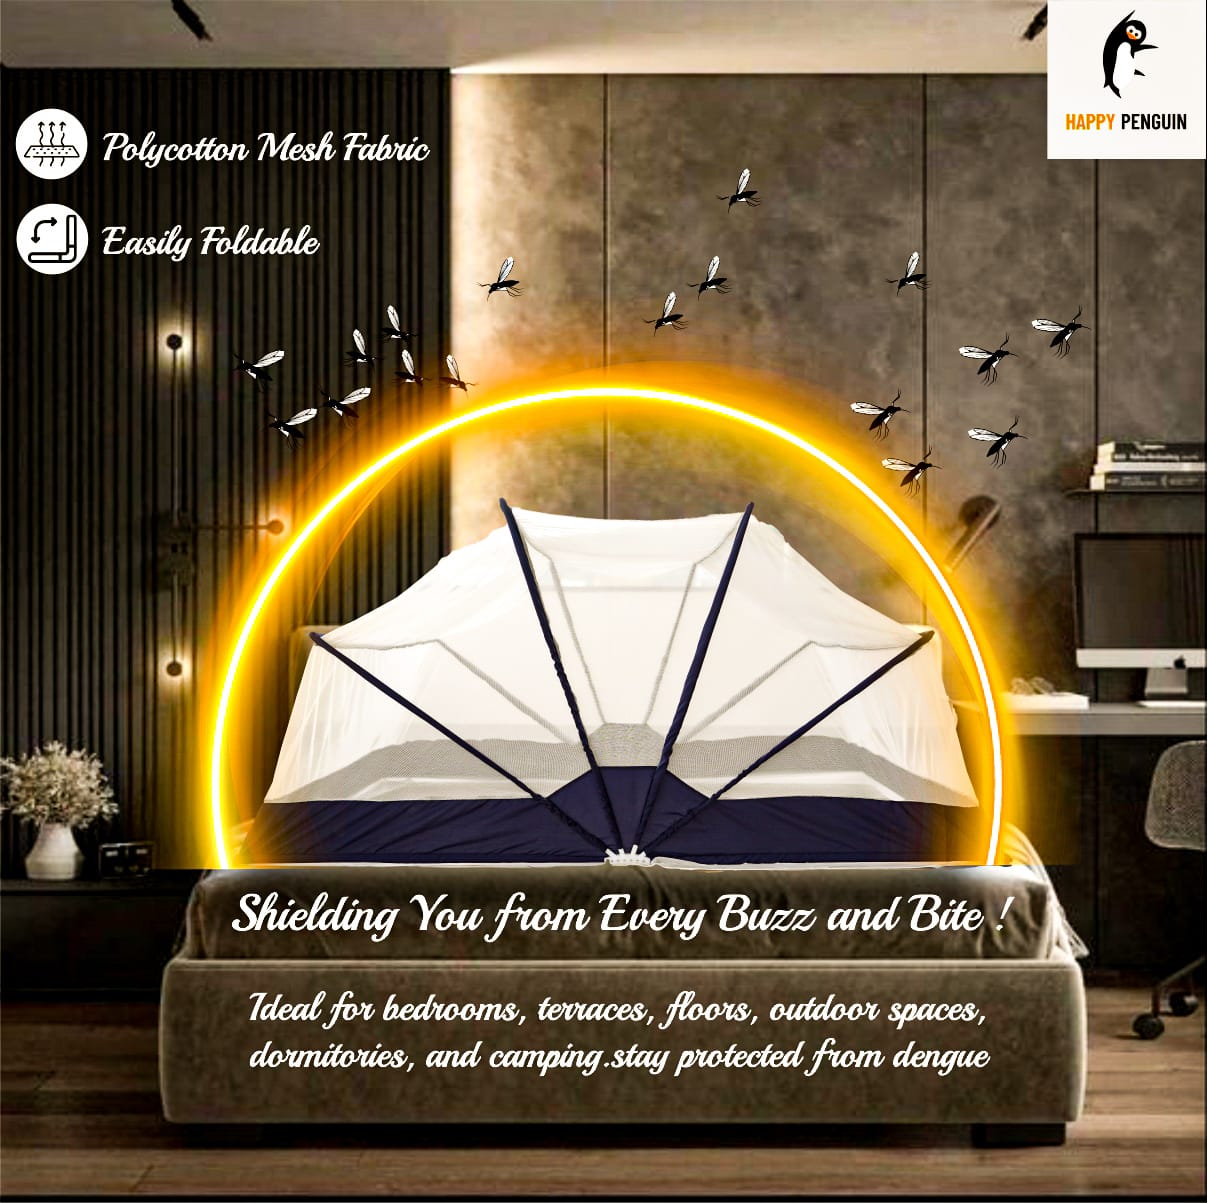 HAPPY PENGUIN
Polycotton Mesh Fabric
Easily Foldable
Shielding You from Every Buzz and Bite !
Ideal for bedrooms, terraces, floors, outdoor spaces,
dormitories, and camping.stay protected from dengue